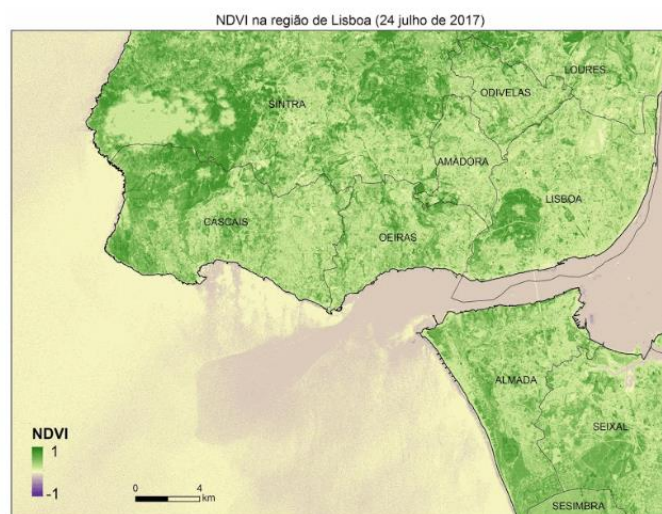 NDVI na região de Lisboa (24 julho de 2017)
LOURES
SINTRA
ODIVELAS
AMADORA
LISBOA
CASCAIS
OEIRAS
ALMADA
SEIXAL
SESIMBRA
NDVI
1
-1
0 4
km